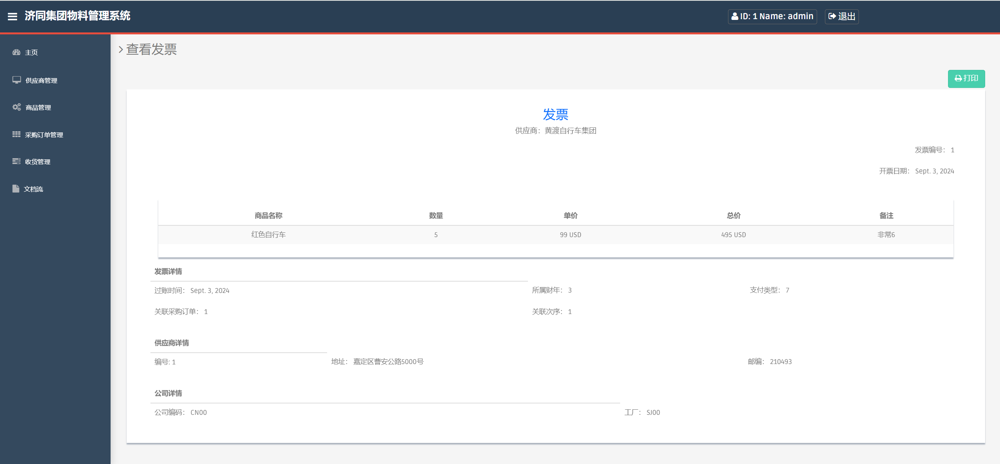 济同集团物料管理系统
ID: 1 Name: admin
退出
主页
供应商管理
商品管理
采购订单管理
收货管理
文档流
查看发票
打印
发票
供应商：黄渡自行车集团
发票编号： 1
开票日期： Sept. 3, 2024
商品名称 数量 单价 总价 备注
红色自行车 5 99 USD 495 USD 非常6
发票详情
过账时间： Sept. 3, 2024 所属财年： 3 支付类型： 7
关联采购订单： 1 关联次序： 1
供应商详情
编号: 1 地址： 嘉定区曹安公路5000号 邮编： 210493
公司详情
公司编码： CN00 工厂： SJ00